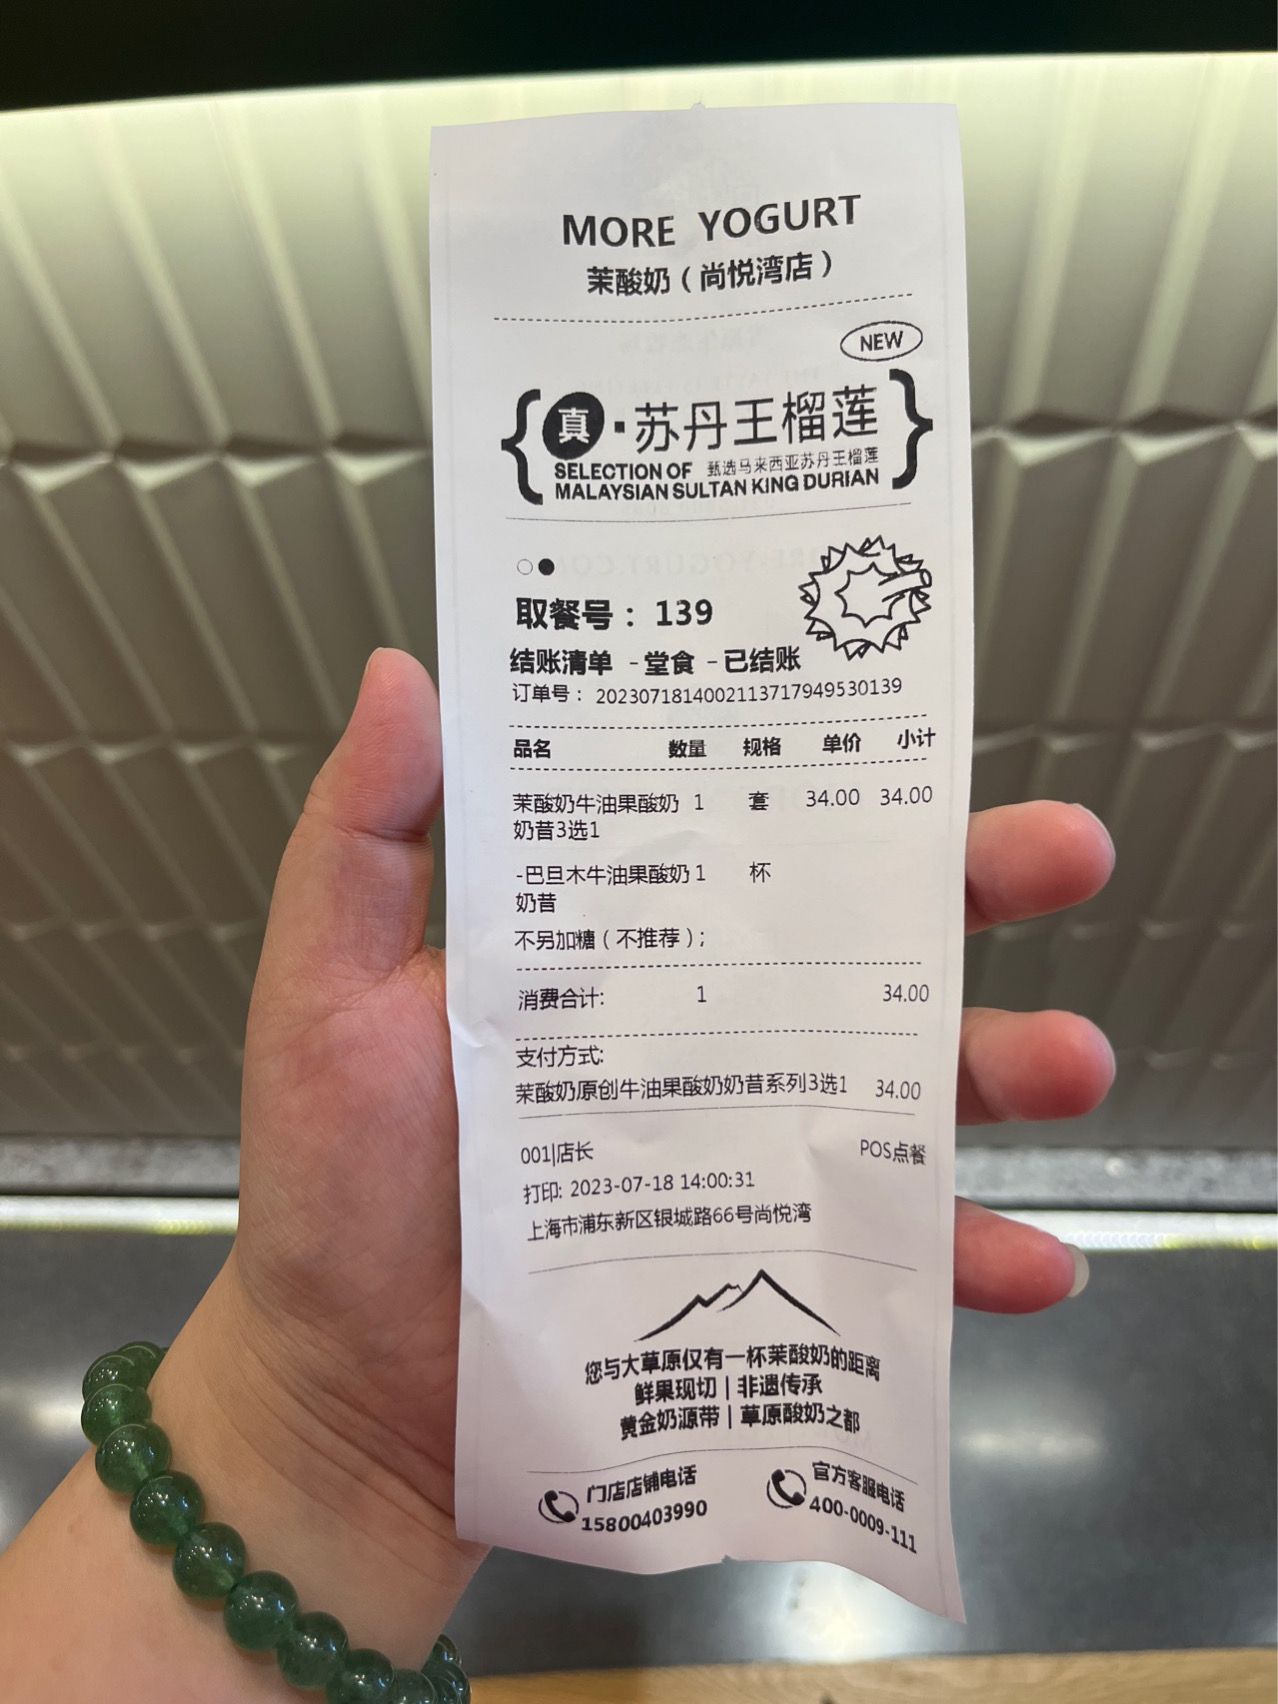 MORE YOGURT
茉酸奶（尚悦湾店）
NEW
真·苏丹王榴莲
SELECTION OF 甄选马来西亚苏丹王榴莲
MALAYSIAN SULTAN KING DURIAN
取餐号：139
结账清单 -堂食 -已结账
订单号：2023071814002113717949530139
品名 数量 规格 单价 小计
茉酸奶牛油果酸奶 1 套 34.00 34.00
奶昔3选1
-巴旦木牛油果酸奶 1 杯
奶昔
不另加糖（不推荐）;
消费合计: 1 34.00
支付方式:
茉酸奶原创牛油果酸奶奶昔系列3选1 34.00
001|店长 POS点餐
打印: 2023-07-18 14:00:31
上海市浦东新区银城路66号尚悦湾
您与大草原仅有一杯茉酸奶的距离
鲜果现切｜非遗传承
黄金奶源带｜草原酸奶之都
门店店铺电话
15800403990
官方客服电话
400-0009-111